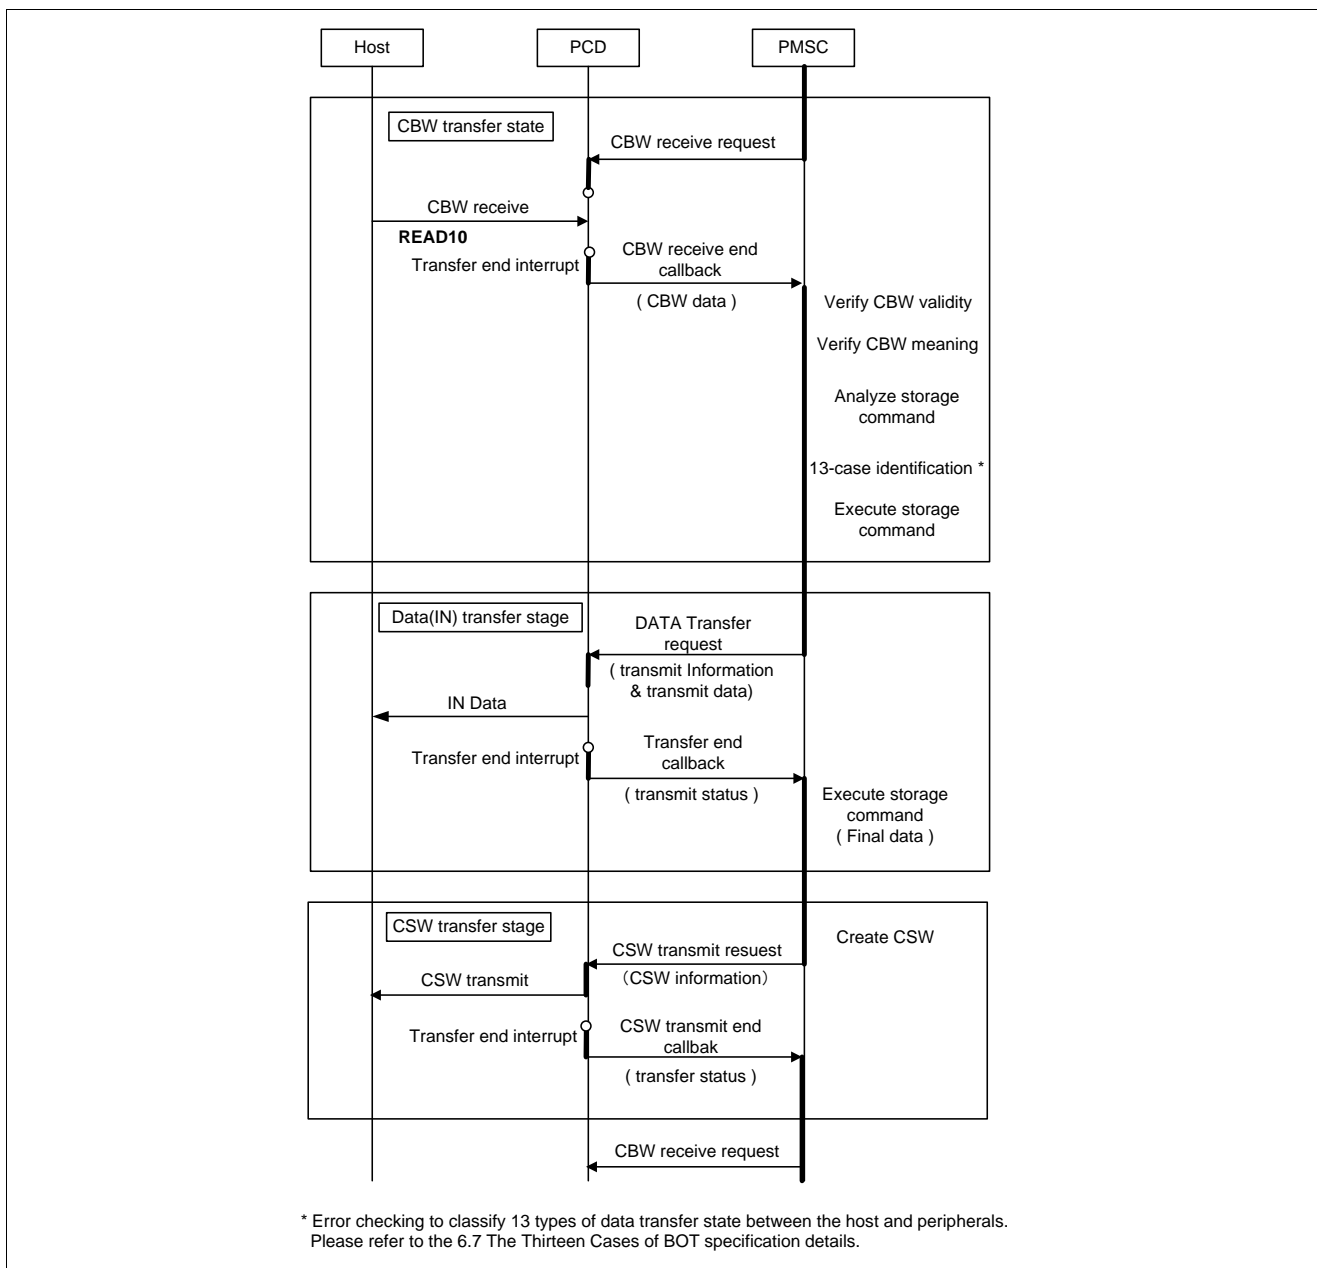 Host
PCD
PMSC
CBW transfer state
CBW receive request
CBW receive
READ10
Transfer end interrupt
CBW receive end
callback
( CBW data )
Verify CBW validity
Verify CBW meaning
Analyze storage
command
13-case identification *
Execute storage
command
Data(IN) transfer stage
DATA Transfer
request
( transmit Information
& transmit data)
IN Data
Transfer end interrupt
Transfer end
callback
( transmit status )
Execute storage
command
( Final data )
CSW transfer stage
Create CSW
CSW transmit resuest
（CSW information）
CSW transmit
Transfer end interrupt
CSW transmit end
callbak
( transfer status )
CBW receive request
* Error checking to classify 13 types of data transfer state between the host and peripherals.
Please refer to the 6.7 The Thirteen Cases of BOT specification details.